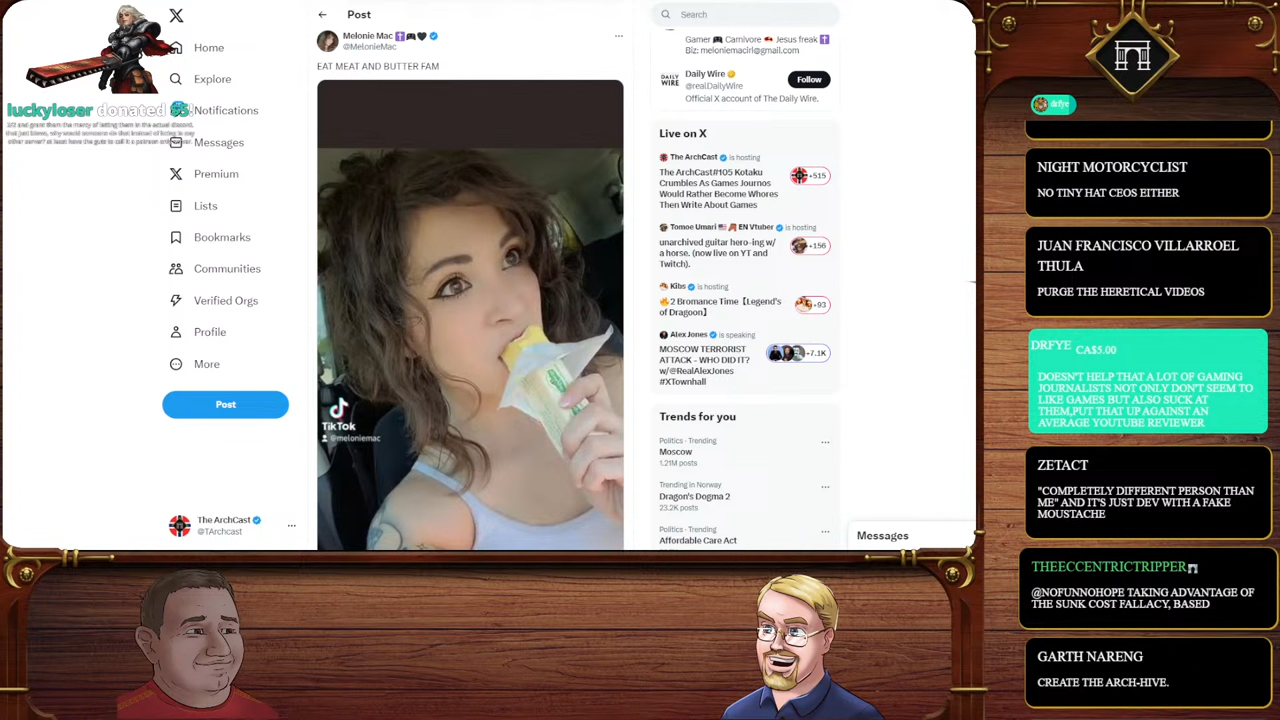 luckyloser donated
Home
Explore
Notifications
Messages
Premium
Lists
Bookmarks
Communities
Verified Orgs
Profile
More
Post
The ArchCast
@TArchcast
Post
Melonie Mac
@MelonieMac
EAT MEAT AND BUTTER FAM
TikTok
@meloniemac
Search
Gamer Carnivore Jesus freak
Biz: meloniemacirl@gmail.com
DAILY
WIRE
Daily Wire
@realDailyWire
Follow
Official X account of The Daily Wire.
Live on X
The ArchCast is hosting
The ArchCast#105 Kotaku
Crumbles As Games Journos
Would Rather Become Whores
Then Write About Games
+515
Tomoe Umari EN Vtuber is hosting
unarchived guitar hero-ing w/
a horse. (now live on YT and
Twitch).
+156
Kibs is hosting
2 Bromance Time【Legend's
of Dragoon】
+93
Alex Jones is speaking
MOSCOW TERRORIST
ATTACK - WHO DID IT?
w/@RealAlexJones
#XTownhall
+7.1K
Trends for you
Politics · Trending
Moscow
1.21M posts
Trending in Norway
Dragon's Dogma 2
23.2K posts
Politics · Trending
Affordable Care Act
Messages
drfye
NIGHT MOTORCYCLIST
NO TINY HAT CEOS EITHER
JUAN FRANCISCO VILLARROEL
THULA
PURGE THE HERETICAL VIDEOS
DRFYE CA$5.00
DOESN'T HELP THAT A LOT OF GAMING
JOURNALISTS NOT ONLY DON'T SEEM TO
LIKE GAMES BUT ALSO SUCK AT
THEM,PUT THAT UP AGAINST AN
AVERAGE YOUTUBE REVIEWER
ZETACT
"COMPLETELY DIFFERENT PERSON THAN
ME" AND IT'S JUST DEV WITH A FAKE
MOUSTACHE
THEECCENTRICTRIPPER
@NOFUNNOHOPE TAKING ADVANTAGE OF
THE SUNK COST FALLACY, BASED
GARTH NARENG
CREATE THE ARCH-HIVE.